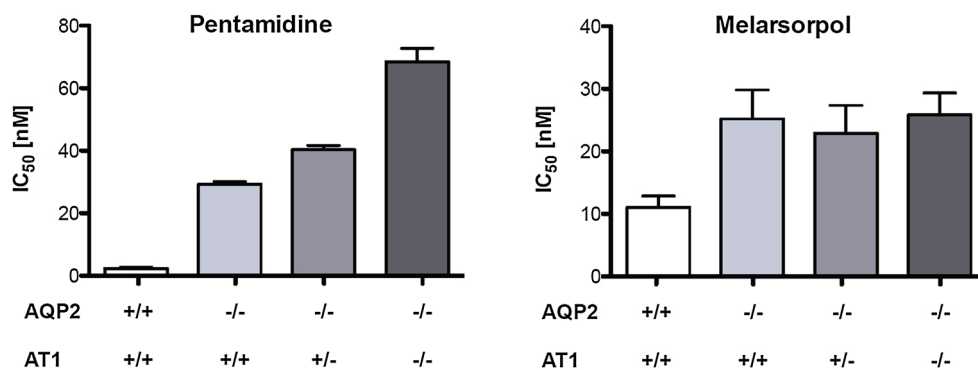 Pentamidine
80
60
40
20
0
IC50 [nM]
AQP2 +/+ -/- -/- -/-
AT1 +/+ +/+ +/- -/-
Melarsorpol
40
30
20
10
0
IC50 [nM]
AQP2 +/+ -/- -/- -/-
AT1 +/+ +/+ +/- -/-